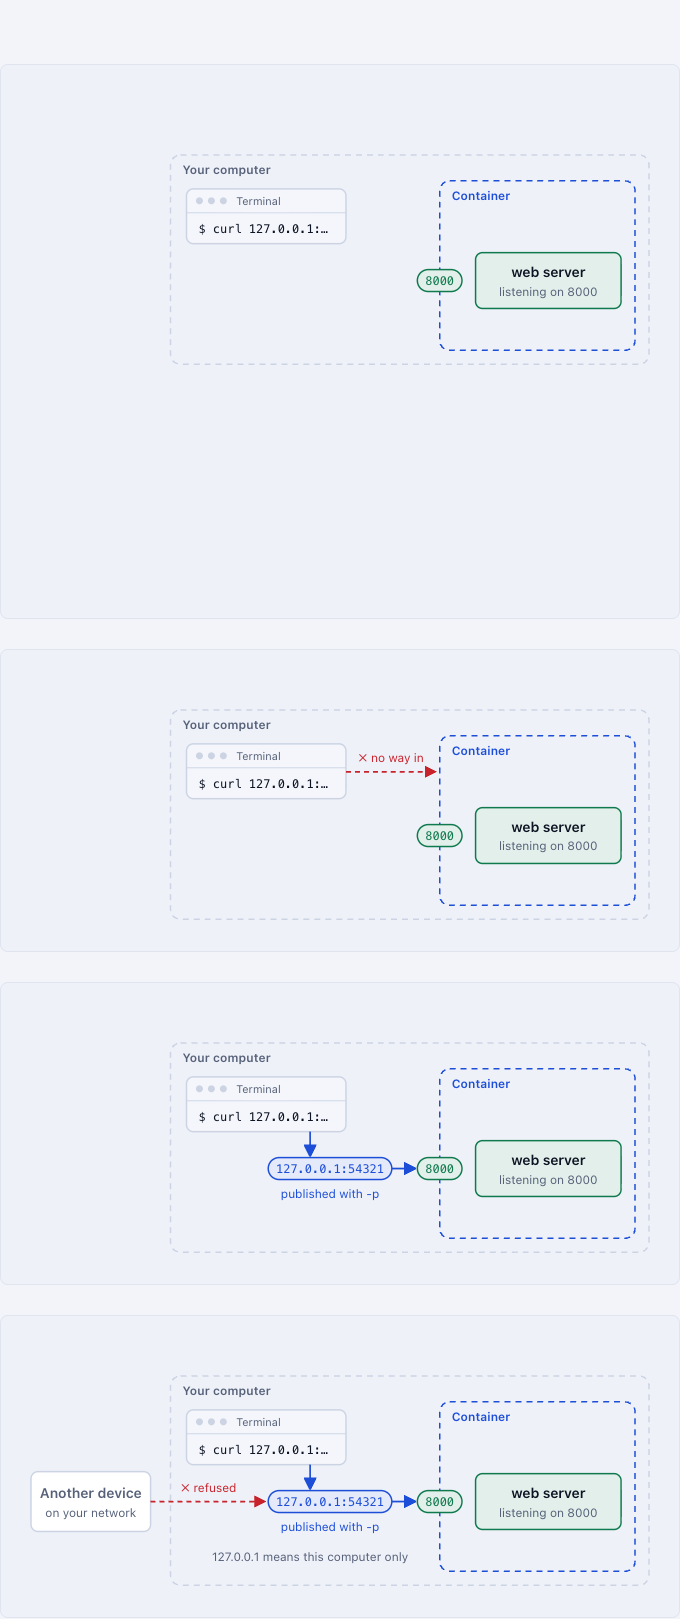 Your computer
Terminal
$ curl 127.0.0.1:…
Container
8000
web server
listening on 8000
Your computer
Terminal
$ curl 127.0.0.1:…
× no way in
Container
8000
web server
listening on 8000
Your computer
Terminal
$ curl 127.0.0.1:…
Container
127.0.0.1:54321
published with -p
8000
web server
listening on 8000
Your computer
Terminal
$ curl 127.0.0.1:…
Container
Another device
on your network
× refused
127.0.0.1:54321
published with -p
8000
web server
listening on 8000
127.0.0.1 means this computer only